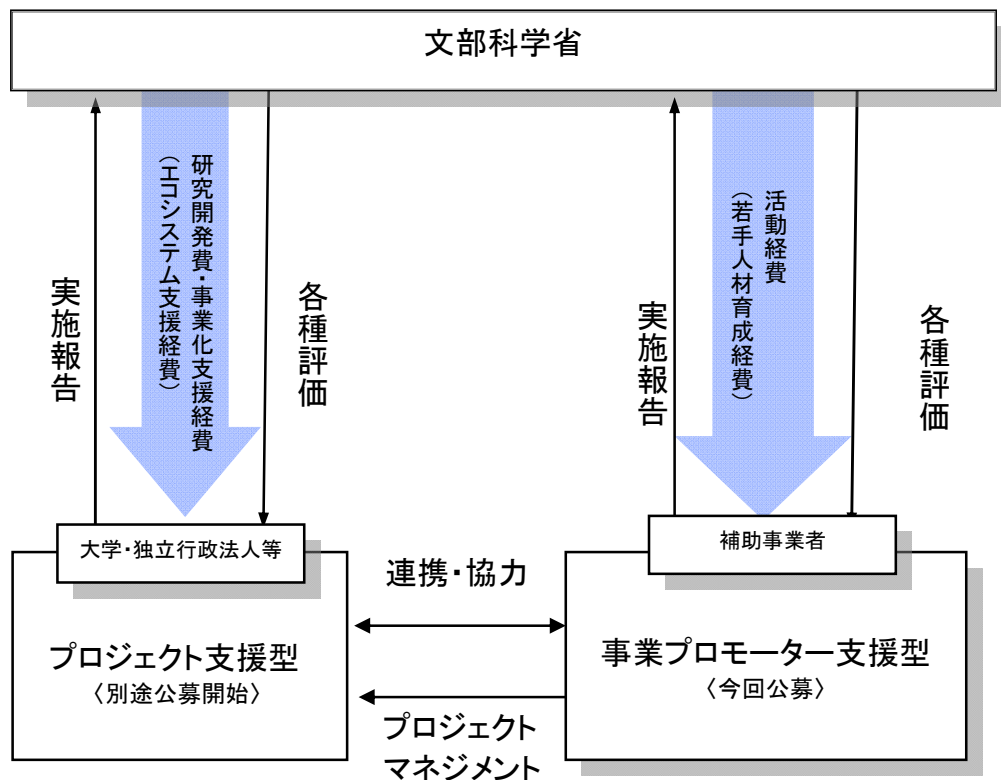 文部科学省
実施報告
研究開発費・事業化支援経費
（エコシステム支援経費）
各種評価
実施報告
活動経費
（若手人材育成経費）
各種評価
大学・独立行政法人等
プロジェクト支援型
〈別途公募開始〉
連携・協力
プロジェクト
マネジメント
補助事業者
事業プロモーター支援型
〈今回公募〉